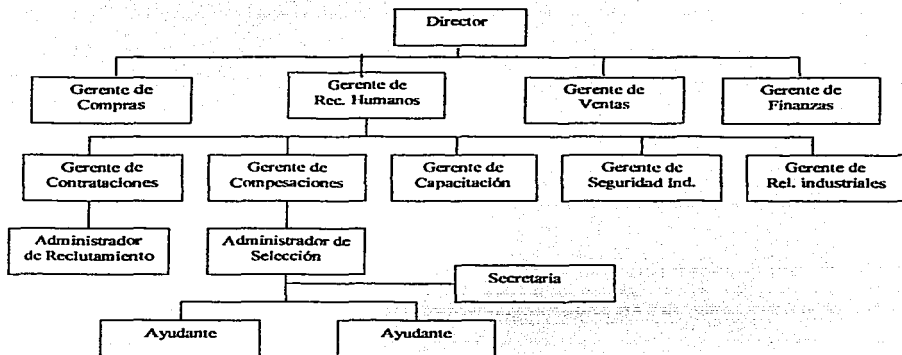 Director
Gerente de
Compras
Gerente de
Rec. Humanos
Gerente de
Ventas
Gerente de
Finanzas
Gerente de
Contrataciones
Gerente de
Compesaciones
Gerente de
Capacitación
Gerente de
Seguridad Ind.
Gerente de
Rel. industriales
Administrador
de Reclutamiento
Administrador de
Selección
Secretaria
Ayudante
Ayudante